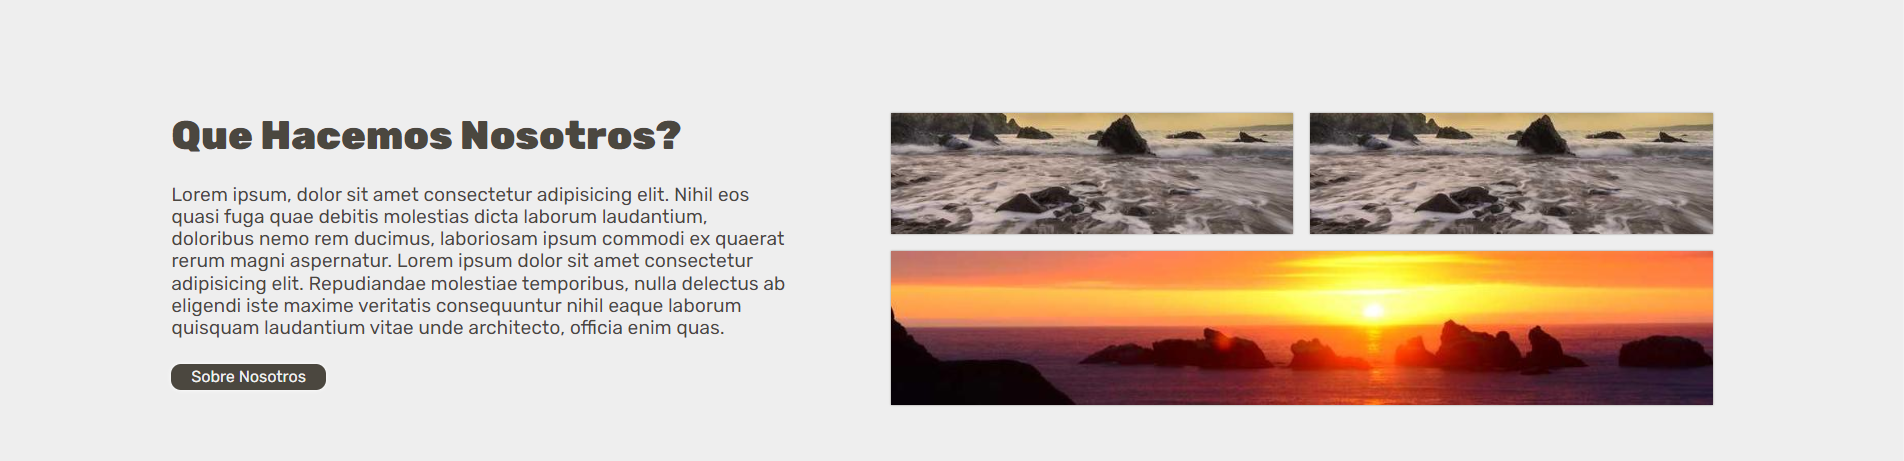 Que Hacemos Nosotros?
Lorem ipsum, dolor sit amet consectetur adipisicing elit. Nihil eos
quasi fuga quae debitis molestias dicta laborum laudantium,
doloribus nemo rem ducimus, laboriosam ipsum commodi ex quaerat
rerum magni aspernatur. Lorem ipsum dolor sit amet consectetur
adipisicing elit. Repudiandae molestiae temporibus, nulla delectus ab
eligendi iste maxime veritatis consequuntur nihil eaque laborum
quisquam laudantium vitae unde architecto, officia enim quas.
Sobre Nosotros